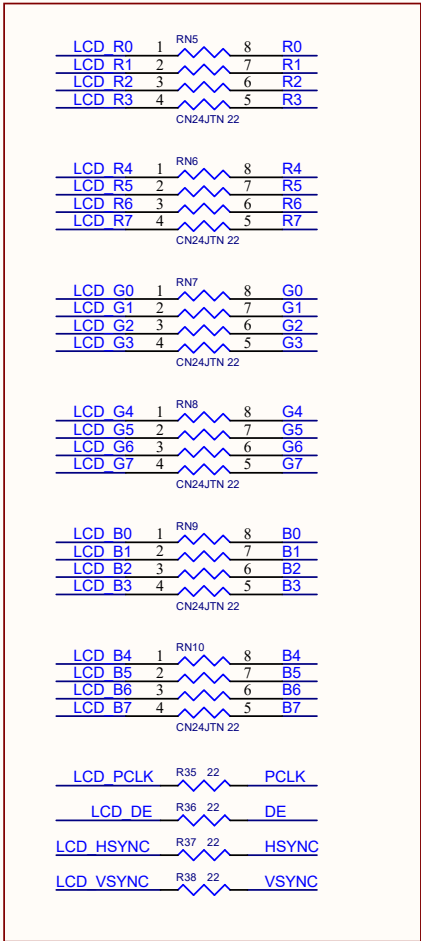 RN5
LCD_R0 1 8 R0
LCD_R1 2 7 R1
LCD_R2 3 6 R2
LCD_R3 4 5 R3
CN24JTN 22
RN6
LCD_R4 1 8 R4
LCD_R5 2 7 R5
LCD_R6 3 6 R6
LCD_R7 4 5 R7
CN24JTN 22
RN7
LCD_G0 1 8 G0
LCD_G1 2 7 G1
LCD_G2 3 6 G2
LCD_G3 4 5 G3
CN24JTN 22
RN8
LCD_G4 1 8 G4
LCD_G5 2 7 G5
LCD_G6 3 6 G6
LCD_G7 4 5 G7
CN24JTN 22
RN9
LCD_B0 1 8 B0
LCD_B1 2 7 B1
LCD_B2 3 6 B2
LCD_B3 4 5 B3
CN24JTN 22
RN10
LCD_B4 1 8 B4
LCD_B5 2 7 B5
LCD_B6 3 6 B6
LCD_B7 4 5 B7
CN24JTN 22
LCD_PCLK R35 22 PCLK
LCD_DE R36 22 DE
LCD_HSYNC R37 22 HSYNC
LCD_VSYNC R38 22 VSYNC